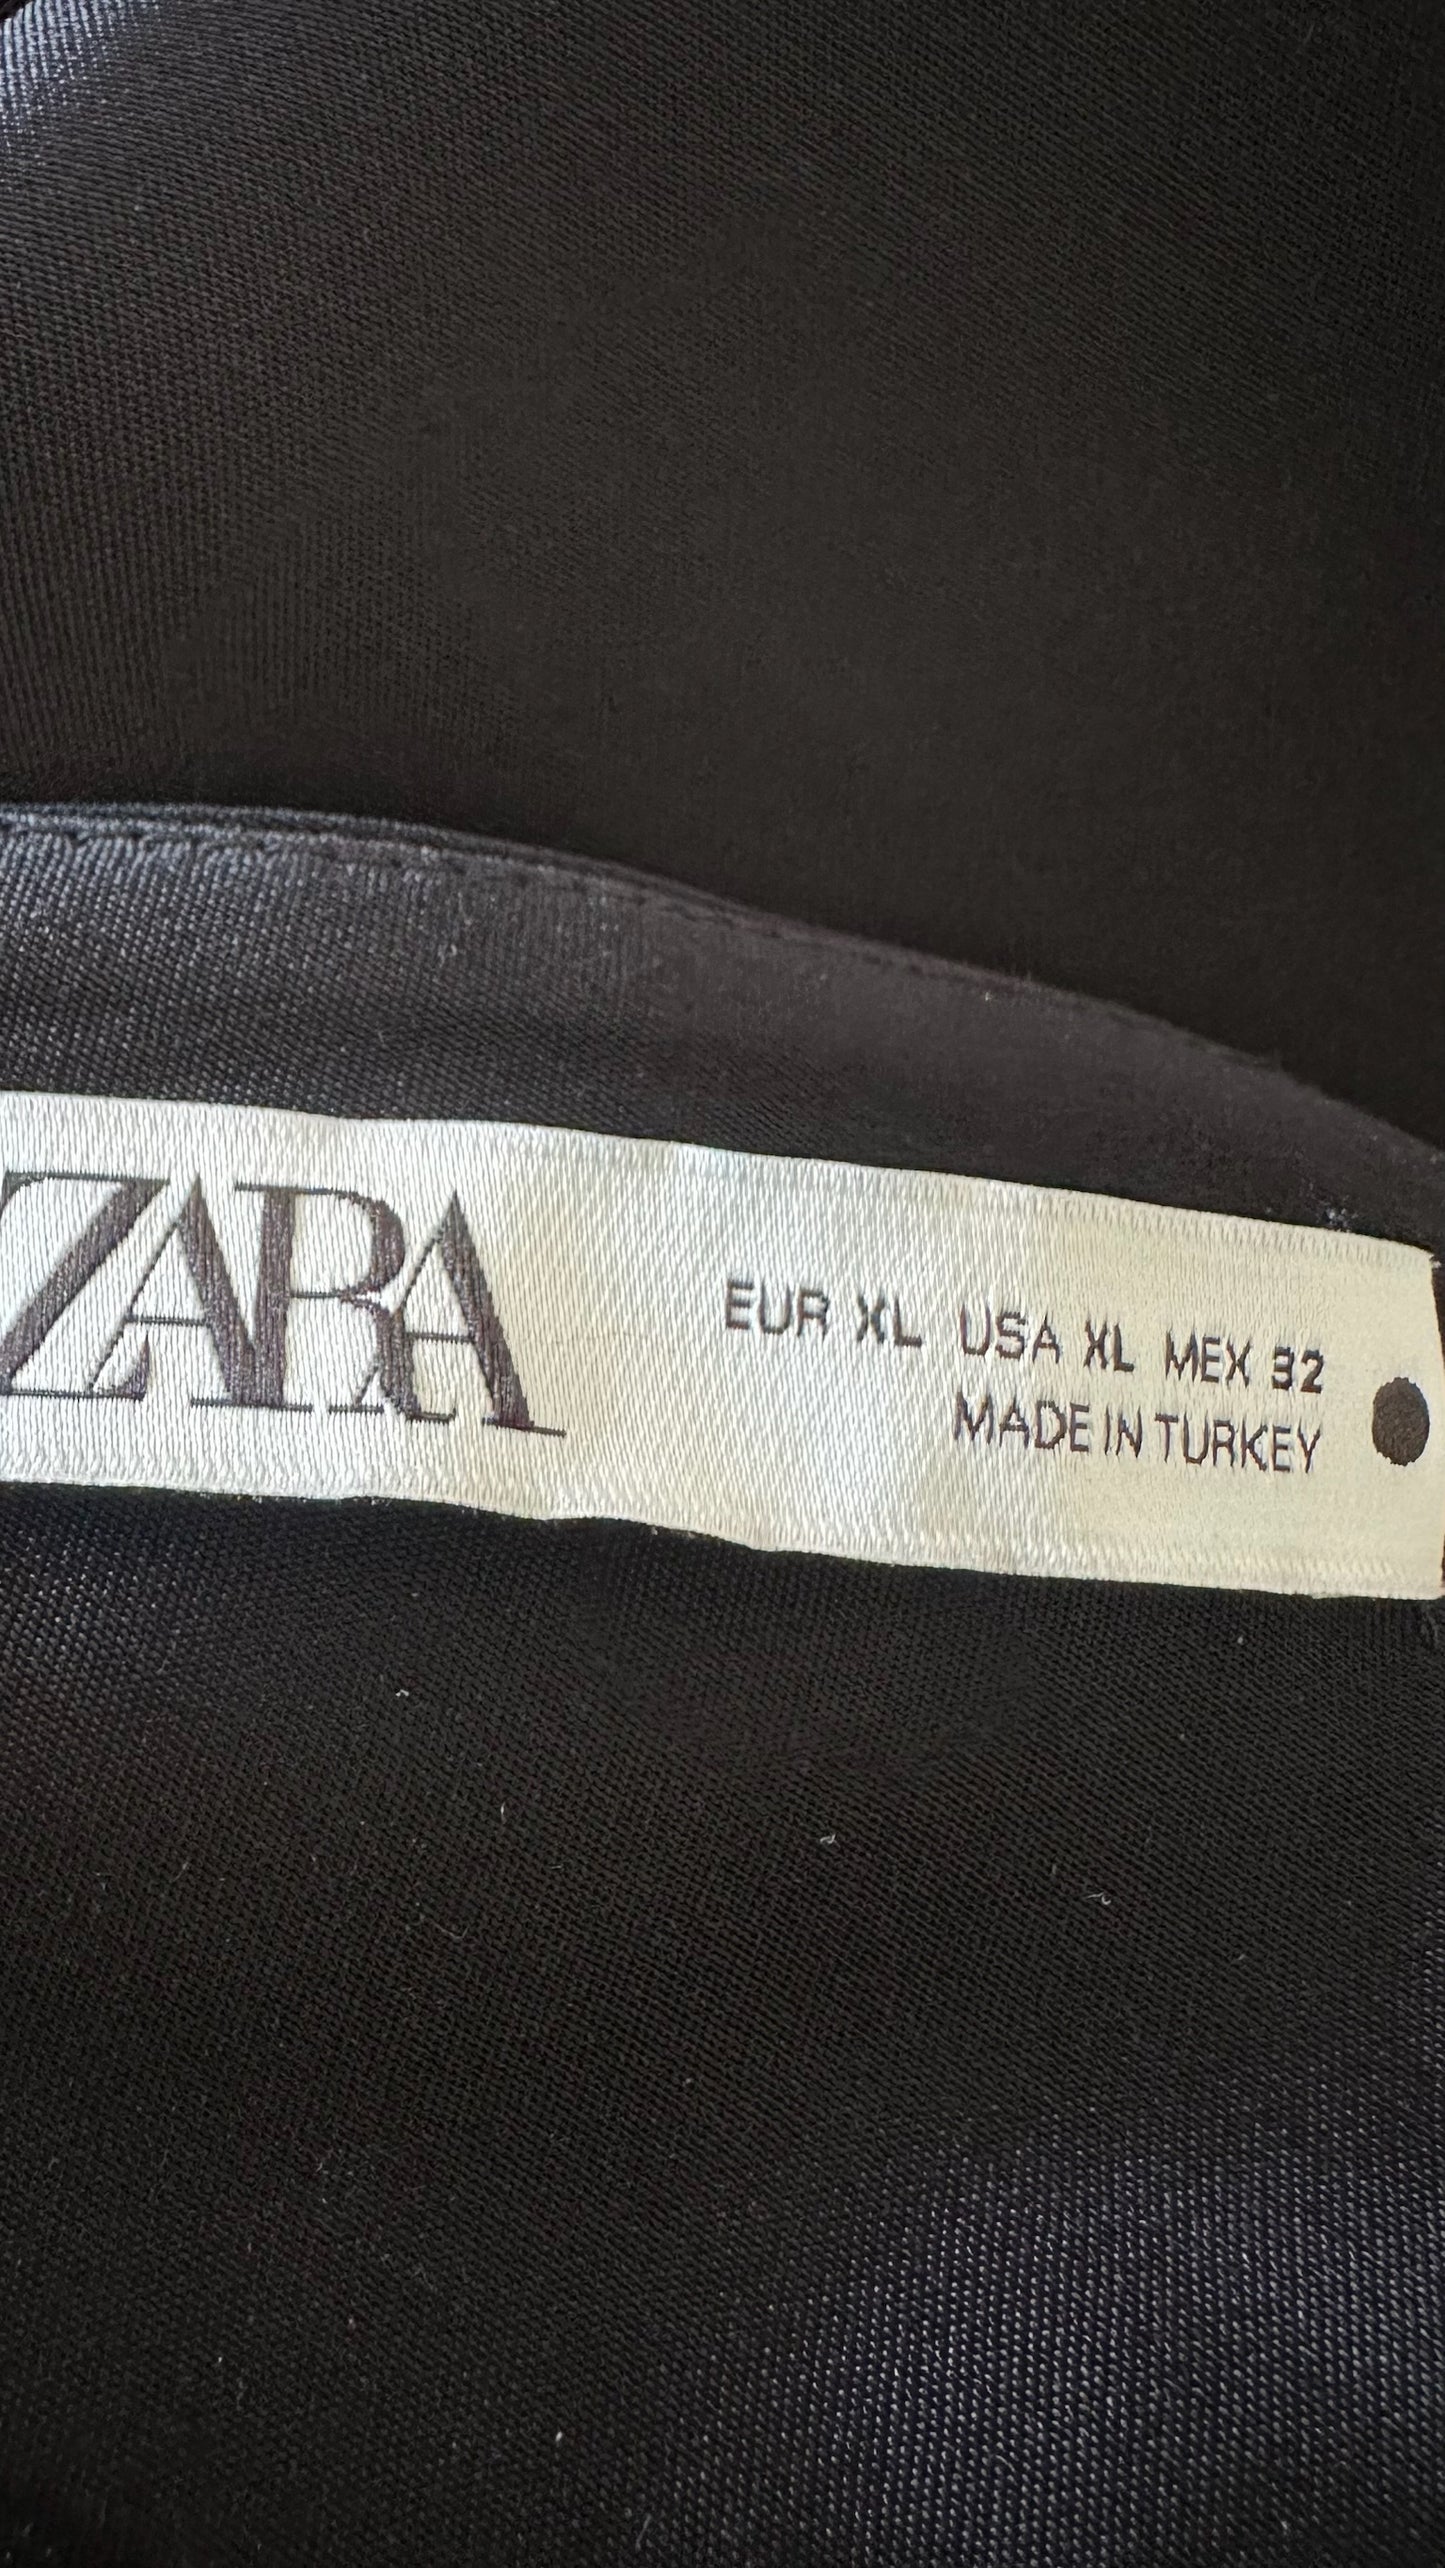 ZARA
EUR XL USA XL MEX 32
MADE IN TURKEY